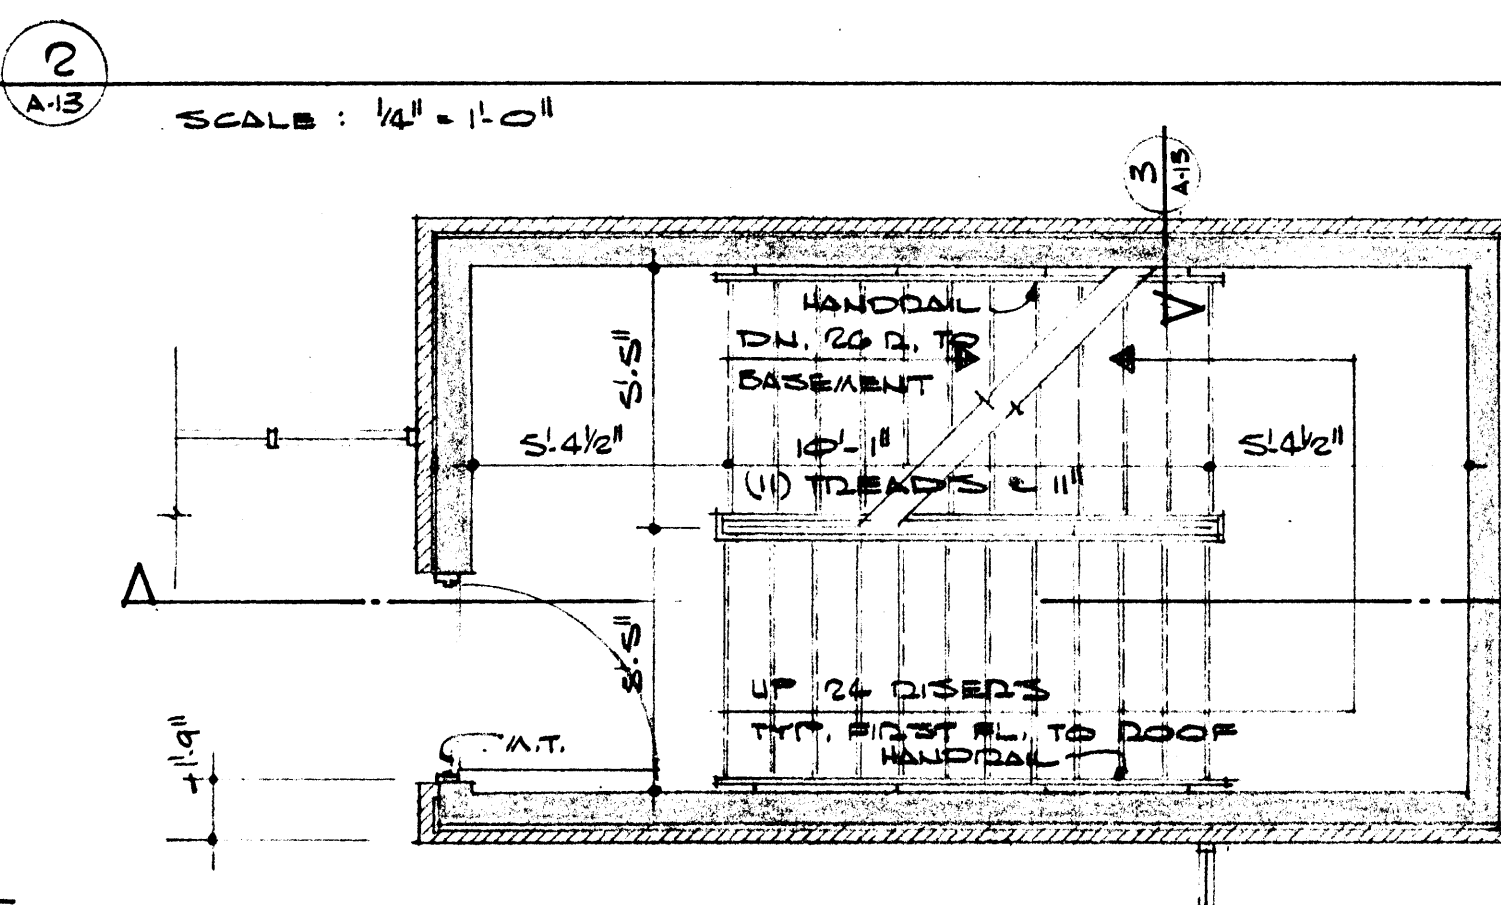 2
A-13
SCALE : 1/4" = 1'-0"
3
A-13
HANDRAIL
DN. 26 R. TO
BASEMENT
5'-5"
5'-4 1/2"
10'-1"
5'-4 1/2"
(11) TREADS @ 11"
5'-5"
UP 24 RISERS
TYP. FIRST FL. TO ROOF
HANDRAIL
M.T.
+1'-9"